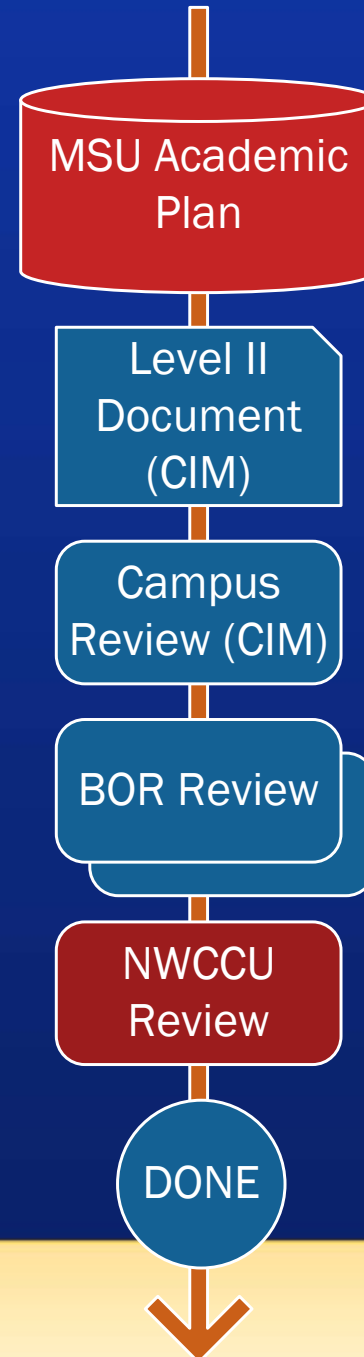 MSU Academic
Plan
Level II
Document
(CIM)
Campus
Review (CIM)
BOR Review
NWCCU
Review
DONE